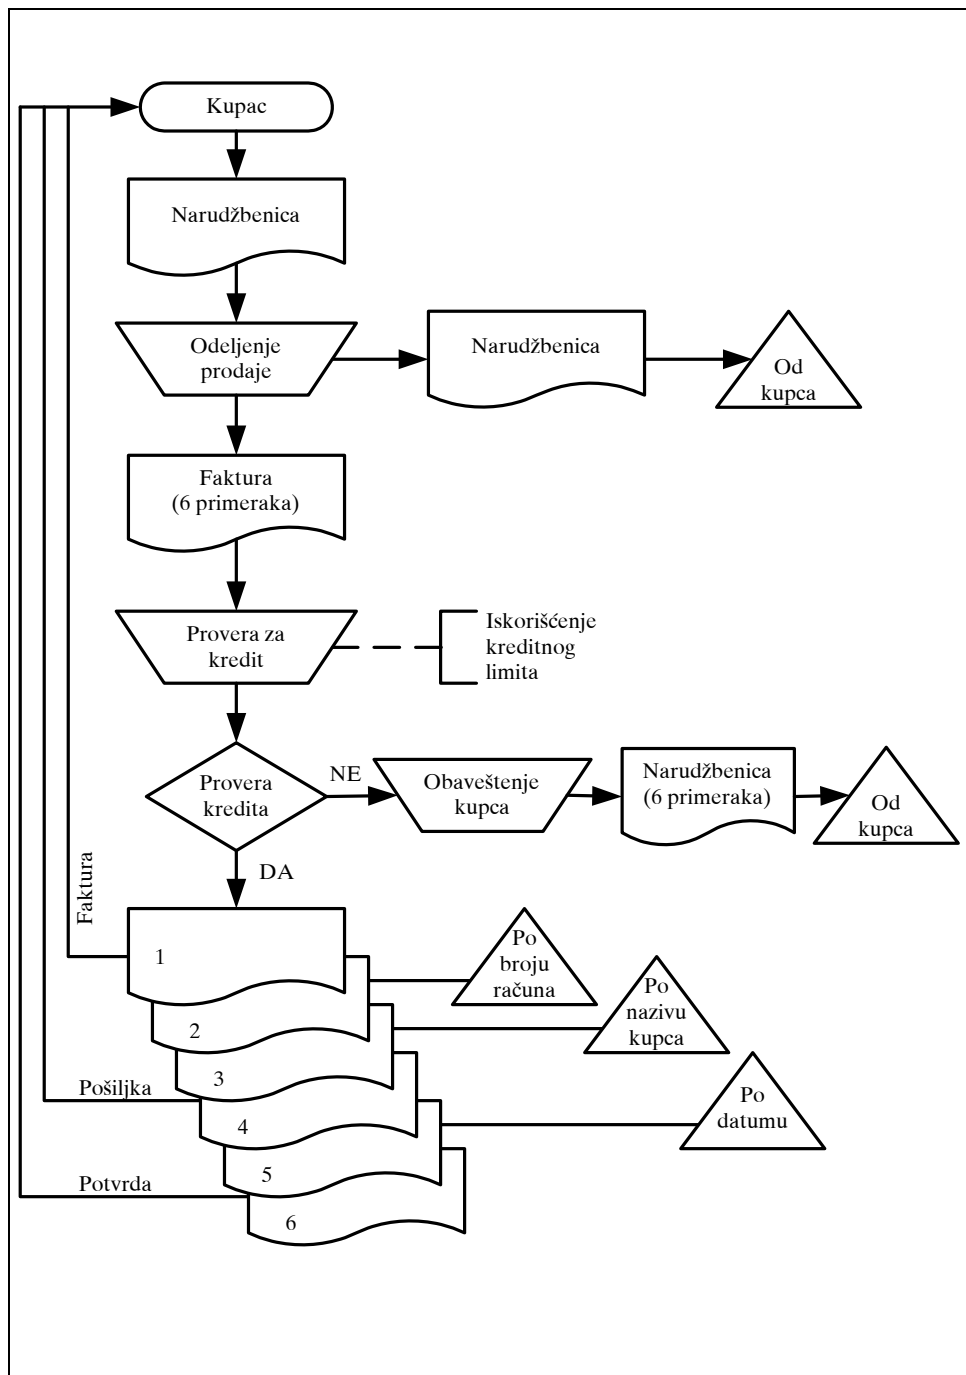 Kupac
Narudžbenica
Odeljenje
prodaje
Narudžbenica
Od
kupca
Faktura
(6 primeraka)
Provera za
kredit
Iskorišćenje
kreditnog
limita
Provera
kredita
NE
Obaveštenje
kupca
Narudžbenica
(6 primeraka)
Od
kupca
DA
Faktura
1
Po
broju
računa
2
Po
nazivu
kupca
3
Pošiljka
4
Po
datumu
5
Potvrda
6